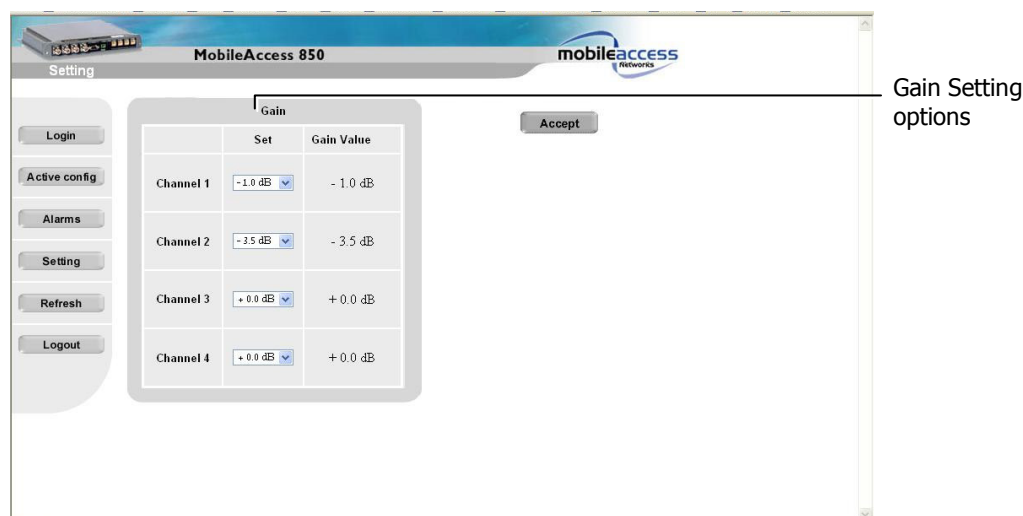 MobileAccess 850
mobileaccess
Networks
Setting
Gain Setting
options
Gain
Accept
Login
Set Gain Value
Active config
Channel 1 -1.0 dB - 1.0 dB
Alarms
Channel 2 -3.5 dB - 3.5 dB
Setting
Refresh
Channel 3 +0.0 dB + 0.0 dB
Logout
Channel 4 +0.0 dB + 0.0 dB